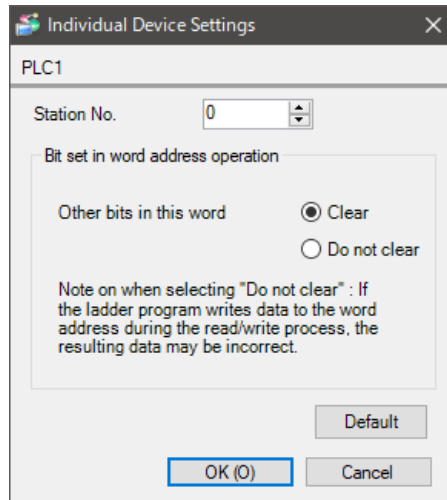 Individual Device Settings
PLC1
Station No. 0
Bit set in word address operation
Other bits in this word Clear
Do not clear
Note on when selecting "Do not clear" : If
the ladder program writes data to the word
address during the read/write process, the
resulting data may be incorrect.
Default
OK (O) Cancel